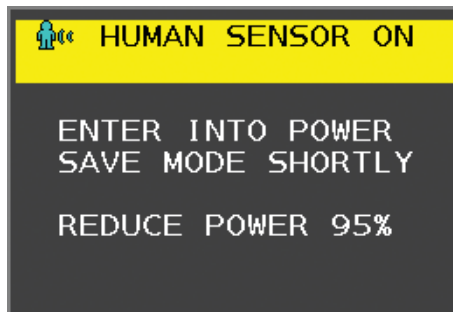 HUMAN SENSOR ON
ENTER INTO POWER
SAVE MODE SHORTLY
REDUCE POWER 95%